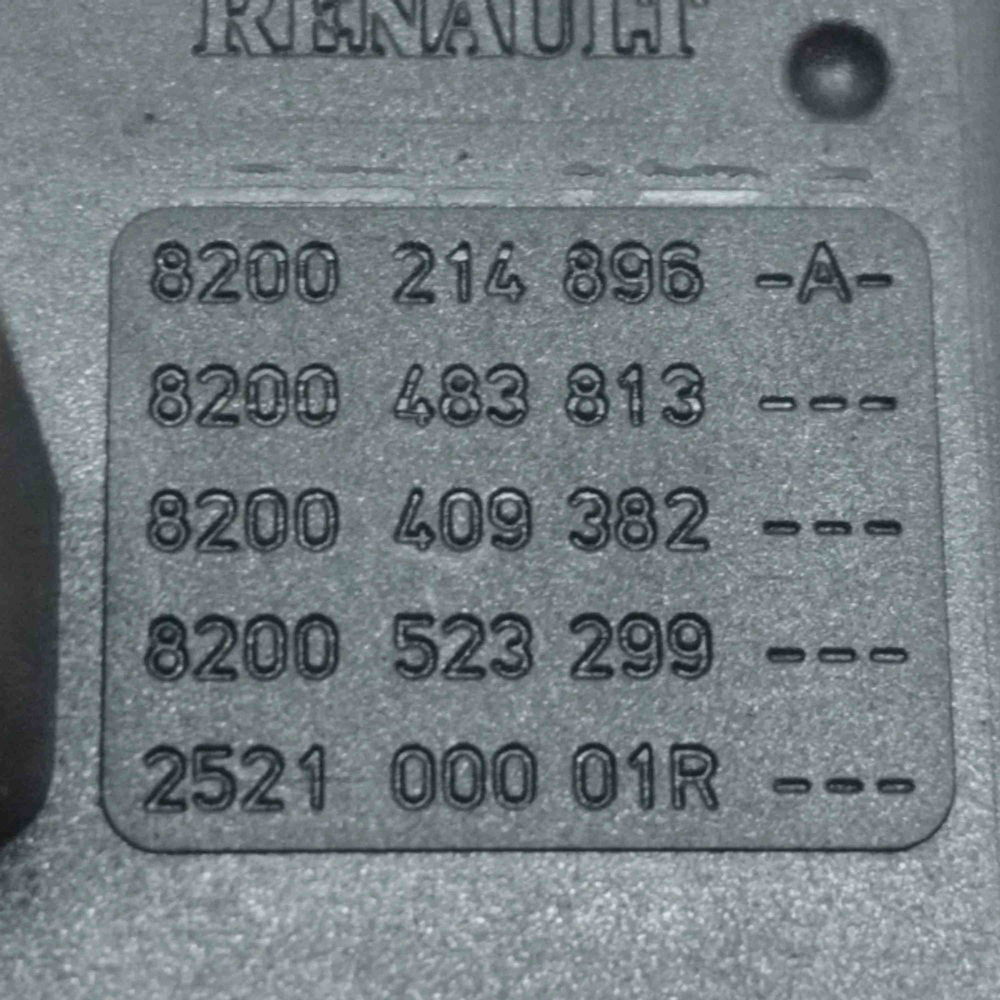 RENAULT
8200 214 896 -A-
8200 483 813 ---
8200 409 382 ---
8200 523 299 ---
2521 000 01R ---